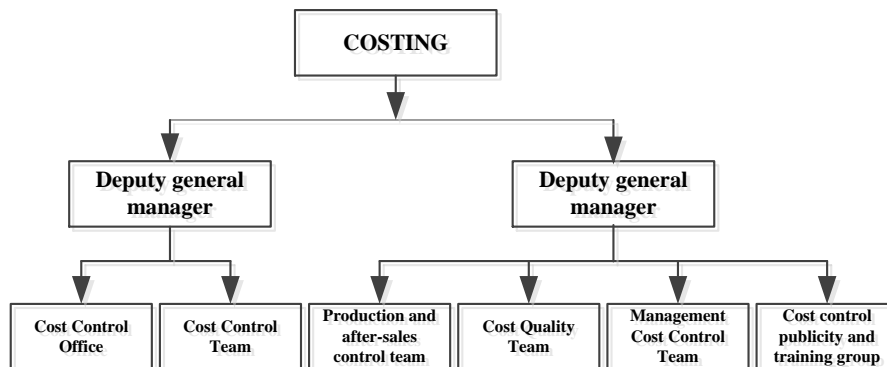 COSTING
Deputy general
manager
Deputy general
manager
Cost Control
Office
Cost Control
Team
Production and
after-sales
control team
Cost Quality
Team
Management
Cost Control
Team
Cost control
publicity and
training group